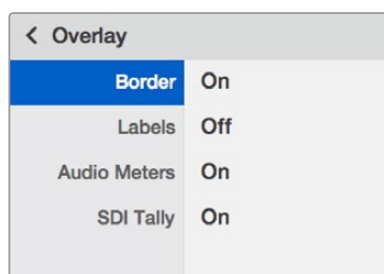 < Overlay
Border On
Labels Off
Audio Meters On
SDI Tally On